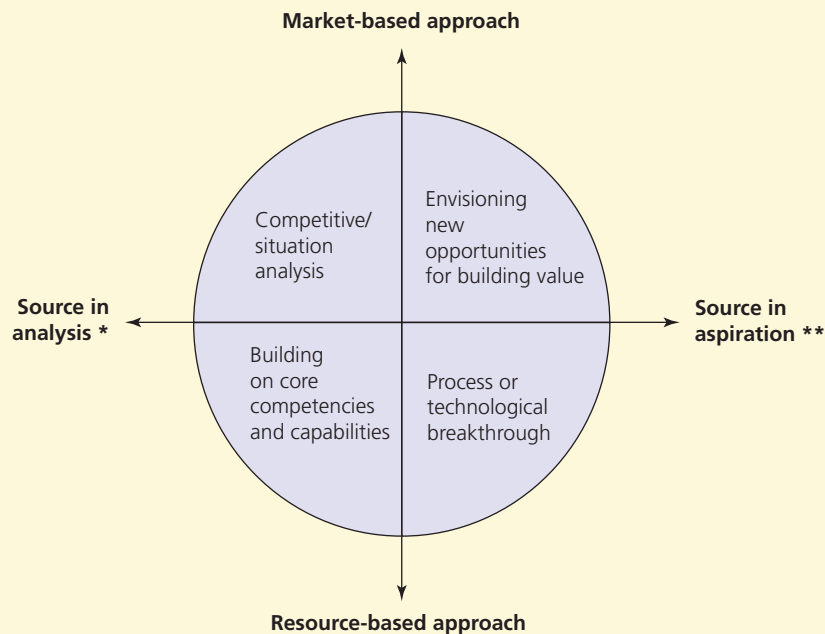 Market-based approach
Competitive/
situation
analysis
Envisioning
new
opportunities
for building value
Source in
analysis *
Source in
aspiration **
Building
on core
competencies
and capabilities
Process or
technological
breakthrough
Resource-based approach